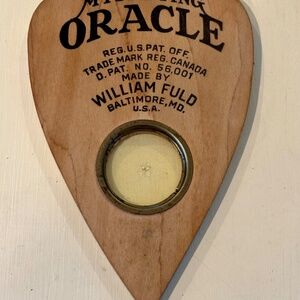 ORACLE
REG. U.S. PAT. OFF.
TRADE MARK REG. CANADA
D. PAT. NO. 56,001
MADE BY
WILLIAM FULD
BALTIMORE, MD.
U.S.A.